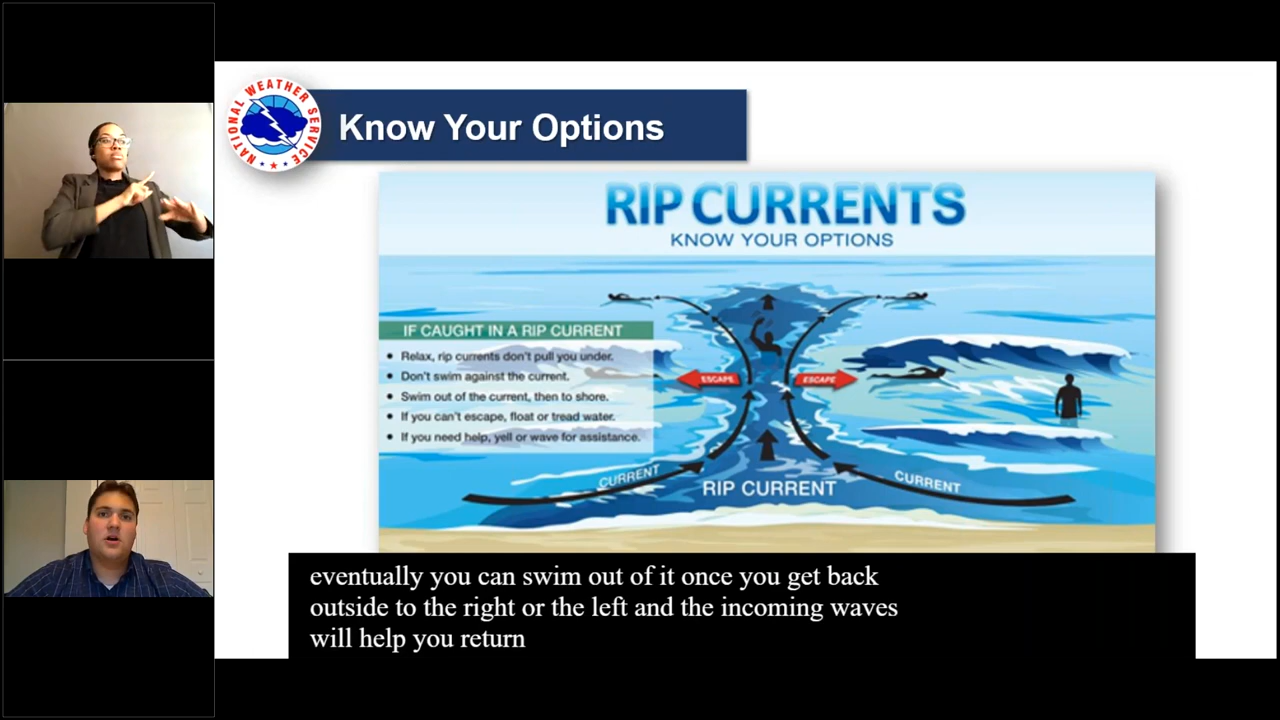 NATIONAL WEATHER SERVICE
Know Your Options
RIP CURRENTS
KNOW YOUR OPTIONS
IF CAUGHT IN A RIP CURRENT
• Relax, rip currents don't pull you under.
• Don't swim against the current.
• Swim out of the current, then to shore.
• If you can't escape, float or tread water.
• If you need help, yell or wave for assistance.
ESCAPE
ESCAPE
CURRENT
RIP CURRENT
CURRENT
eventually you can swim out of it once you get back
outside to the right or the left and the incoming waves
will help you return